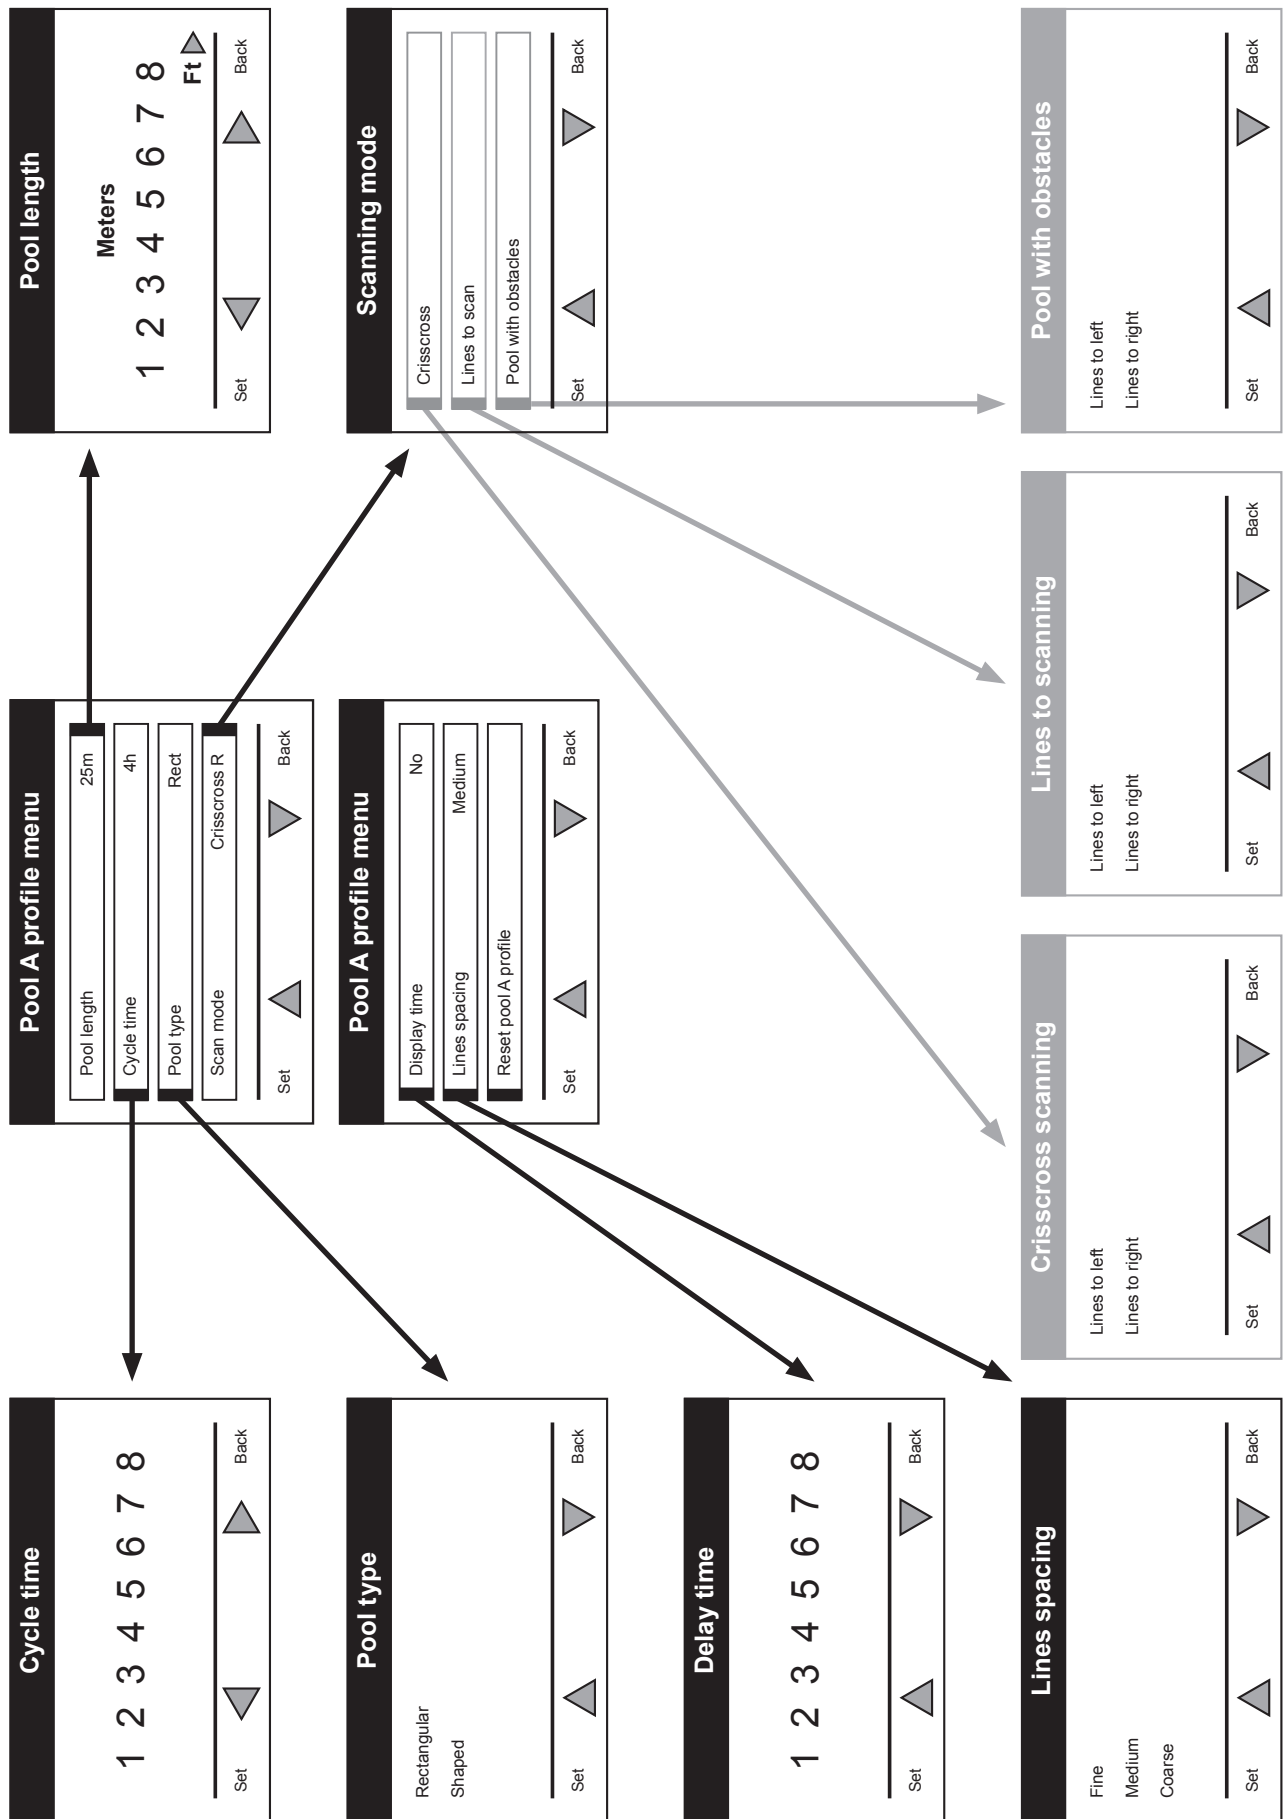 Cycle time
1 2 3 4 5 6 7 8
Set Back
Pool A profile menu
Pool length 25m
Cycle time 4h
Pool type Rect
Scan mode Crisscross R
Set Back
Pool length
Meters
1 2 3 4 5 6 7 8
Ft
Set Back
Pool type
Rectangular
Shaped
Set Back
Pool A profile menu
Display time No
Lines spacing Medium
Reset pool A profile
Set Back
Scanning mode
Crisscross
Lines to scan
Pool with obstacles
Set Back
Delay time
1 2 3 4 5 6 7 8
Set Back
Lines spacing
Fine
Medium
Coarse
Set Back
Crisscross scanning
Lines to left
Lines to right
Set Back
Lines to scanning
Lines to left
Lines to right
Set Back
Pool with obstacles
Lines to left
Lines to right
Set Back